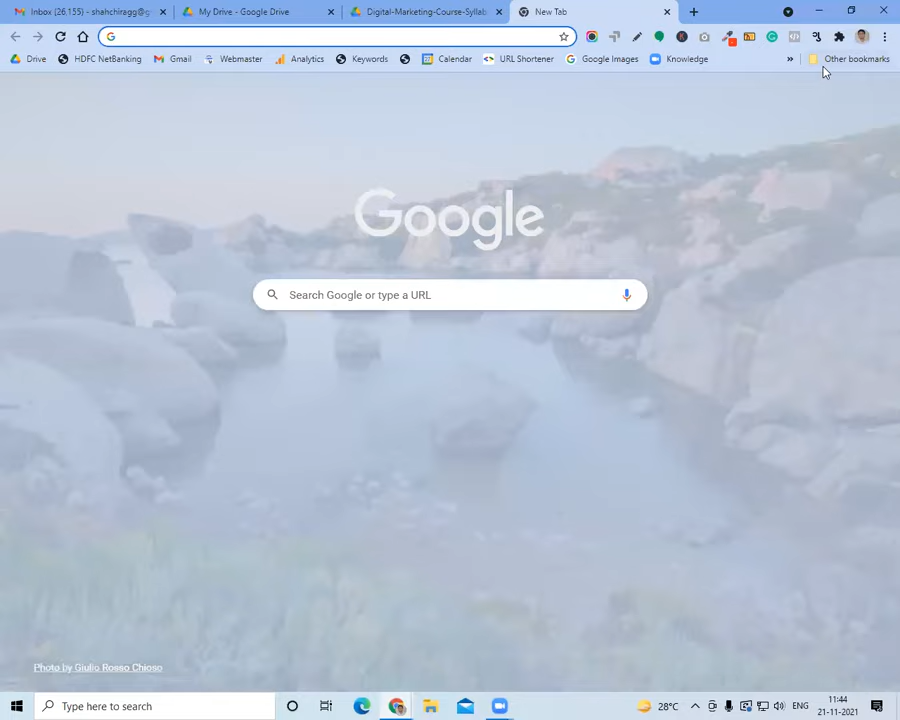 Inbox (26,155) - shahchiragg@g
My Drive - Google Drive
Digital-Marketing-Course-Syllab
New Tab
Drive
HDFC NetBanking
Gmail
Webmaster
Analytics
Keywords
Calendar
URL Shortener
Google Images
Knowledge
»
Other bookmarks
Google
Search Google or type a URL
Photo by Giulio Rosso Chioso
Type here to search
28°C
ENG
11:44
21-11-2021